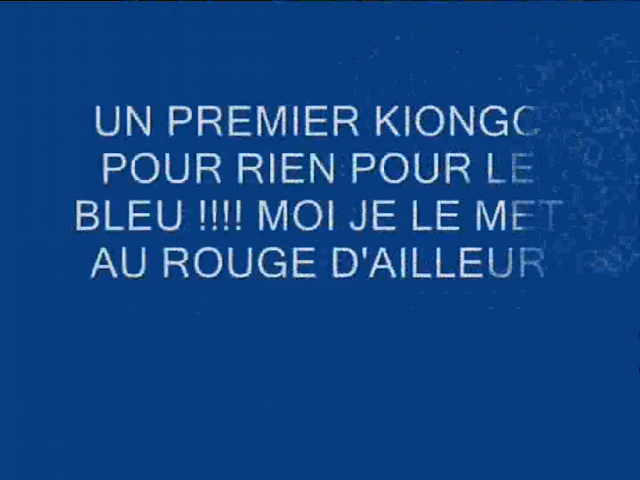 UN PREMIER KIONGO
POUR RIEN POUR LE
BLEU !!!! MOI JE LE MET
AU ROUGE D'AILLEUR